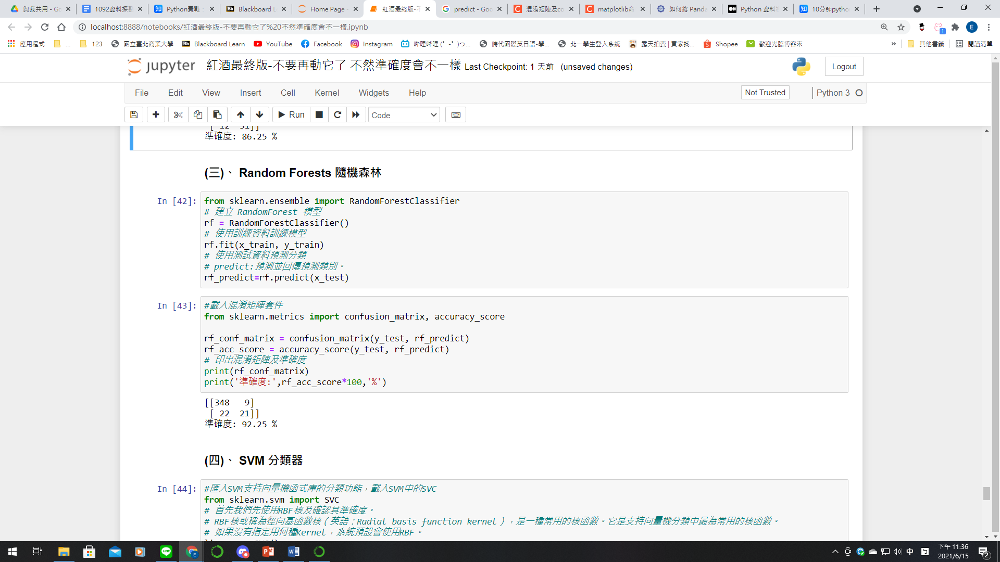 與我共用 - Go
1092資料探勘
Python實戰：
Blackboard L
Home Page -
紅酒最終版-不
predict - Goo
混淆矩陣及co
matplotlib命
如何將 Panda
Python 資料
10分钟pytho
localhost:8888/notebooks/紅酒最終版-不要再動它了%20不然準確度會不一樣.ipynb
應用程式
...
123
國立臺北商業大學
Blackboard Learn
YouTube
Facebook
Instagram
哔哩哔哩 (゜-゜)つ...
時代國際英日語-學...
北一學生登入系統
露天拍賣 | 買家找...
Shopee
歡迎光臨博客來
»
其他書籤
閱讀清單
jupyter 紅酒最終版-不要再動它了 不然準確度會不一樣 Last Checkpoint: 1 天前 (unsaved changes)
Logout
File Edit View Insert Cell Kernel Widgets Help
Not Trusted
Python 3
Run
Code
[ 12 31]]
準確度: 86.25 %
(三)、 Random Forests 隨機森林
In [42]:
from sklearn.ensemble import RandomForestClassifier
# 建立 RandomForest 模型
rf = RandomForestClassifier()
# 使用訓練資料訓練模型
rf.fit(x_train, y_train)
# 使用測試資料預測分類
# predict:預測並回傳預測類別。
rf_predict=rf.predict(x_test)
In [43]:
#載入混淆矩陣套件
from sklearn.metrics import confusion_matrix, accuracy_score
rf_conf_matrix = confusion_matrix(y_test, rf_predict)
rf_acc_score = accuracy_score(y_test, rf_predict)
# 印出混淆矩陣及準確度
print(rf_conf_matrix)
print('準確度:',rf_acc_score*100,'%')
[[348   9]
[ 22  21]]
準確度: 92.25 %
(四)、 SVM 分類器
In [44]:
#匯入SVM支持向量機函式庫的分類功能，載入SVM中的SVC
from sklearn.svm import SVC
# 首先我們先使用RBF核及確認其準確度。
# RBF核或稱為徑向基函數核（英語：Radial basis function kernel），是一種常用的核函數。它是支持向量機分類中最為常用的核函數。
# 如果沒有指定用何種Kernel，系統預設會使用RBF。
中
下午 11:36
2021/6/15
2